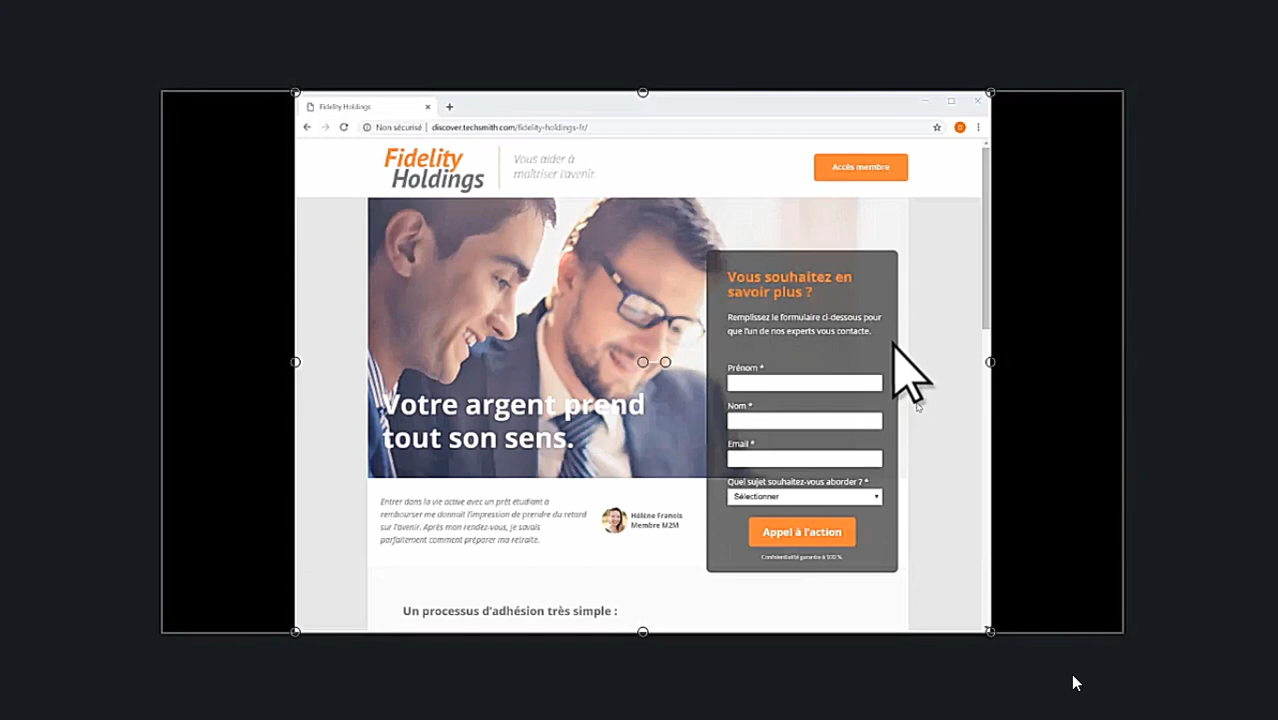 Fidelity Holdings
Non sécurisé | discover.techsmith.com/fidelity-holdings-fr/
Fidelity
Holdings
Vous aider à
maîtriser l'avenir.
Accès membre
Vous souhaitez en
savoir plus ?
Remplissez le formulaire ci-dessous pour
que l'un de nos experts vous contacte.
Prénom *
Nom *
Email *
Quel sujet souhaitez-vous aborder ? *
Sélectionner
Appel à l'action
Confidentialité garantie à 100 %.
Votre argent prend
tout son sens.
Entrer dans la vie active avec un prêt étudiant à
rembourser me donnait l'impression de prendre du retard
sur l'avenir. Après mon rendez-vous, je savais
parfaitement comment préparer ma retraite.
Hélène Franois
Membre M2M
Un processus d'adhésion très simple :